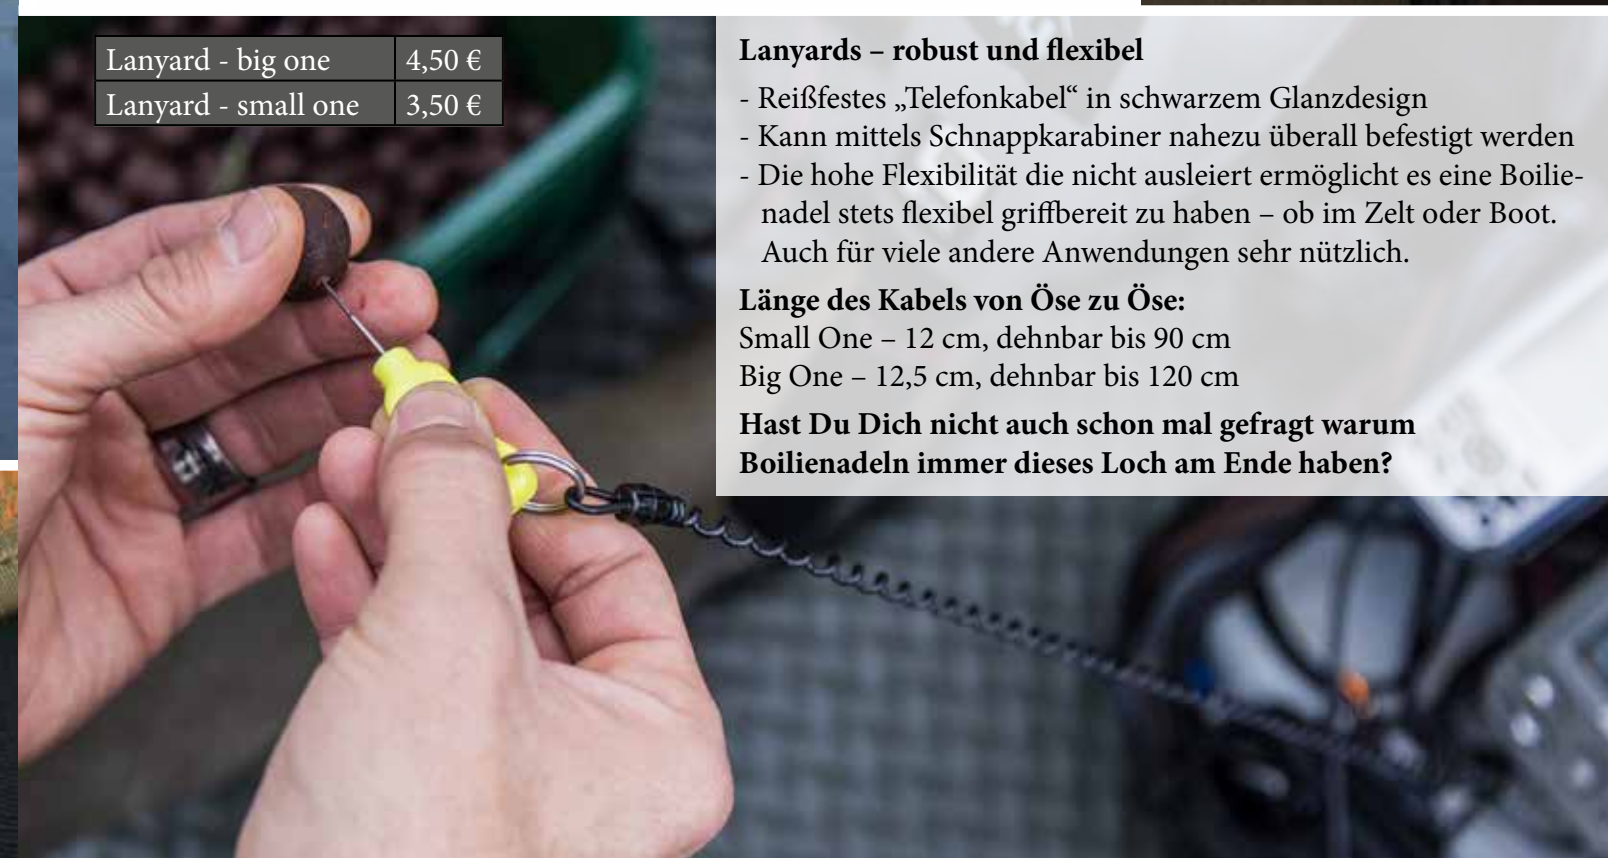 Lanyard - big one 4,50 €
Lanyard - small one 3,50 €
Lanyards – robust und flexibel
- Reißfestes „Telefonkabel“ in schwarzem Glanzdesign
- Kann mittels Schnappkarabiner nahezu überall befestigt werden
- Die hohe Flexibilität die nicht ausleiert ermöglicht es eine Boilie-
nadel stets flexibel griffbereit zu haben – ob im Zelt oder Boot.
Auch für viele andere Anwendungen sehr nützlich.
Länge des Kabels von Öse zu Öse:
Small One – 12 cm, dehnbar bis 90 cm
Big One – 12,5 cm, dehnbar bis 120 cm
Hast Du Dich nicht auch schon mal gefragt warum
Boilienadeln immer dieses Loch am Ende haben?